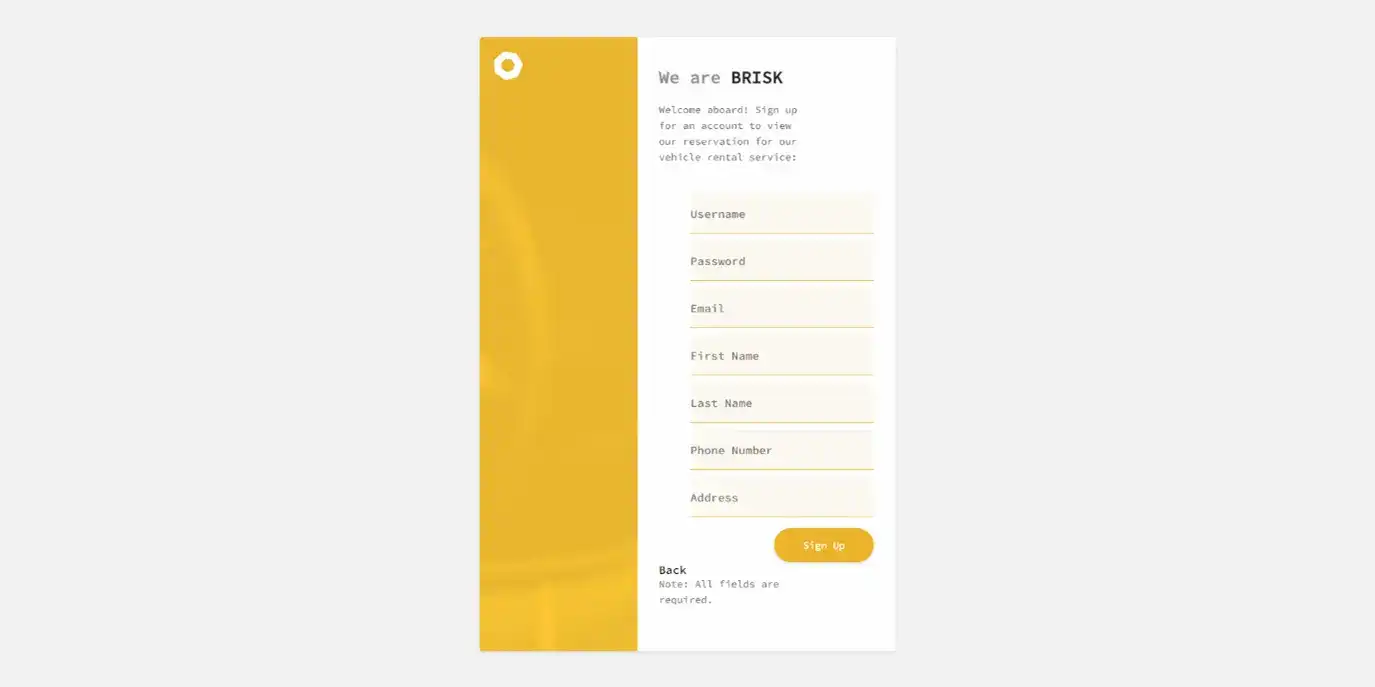 We are BRISK
Welcome aboard! Sign up
for an account to view
our reservation for our
vehicle rental service:
Username
Password
Email
First Name
Last Name
Phone Number
Address
Sign Up
Back
Note: All fields are
required.